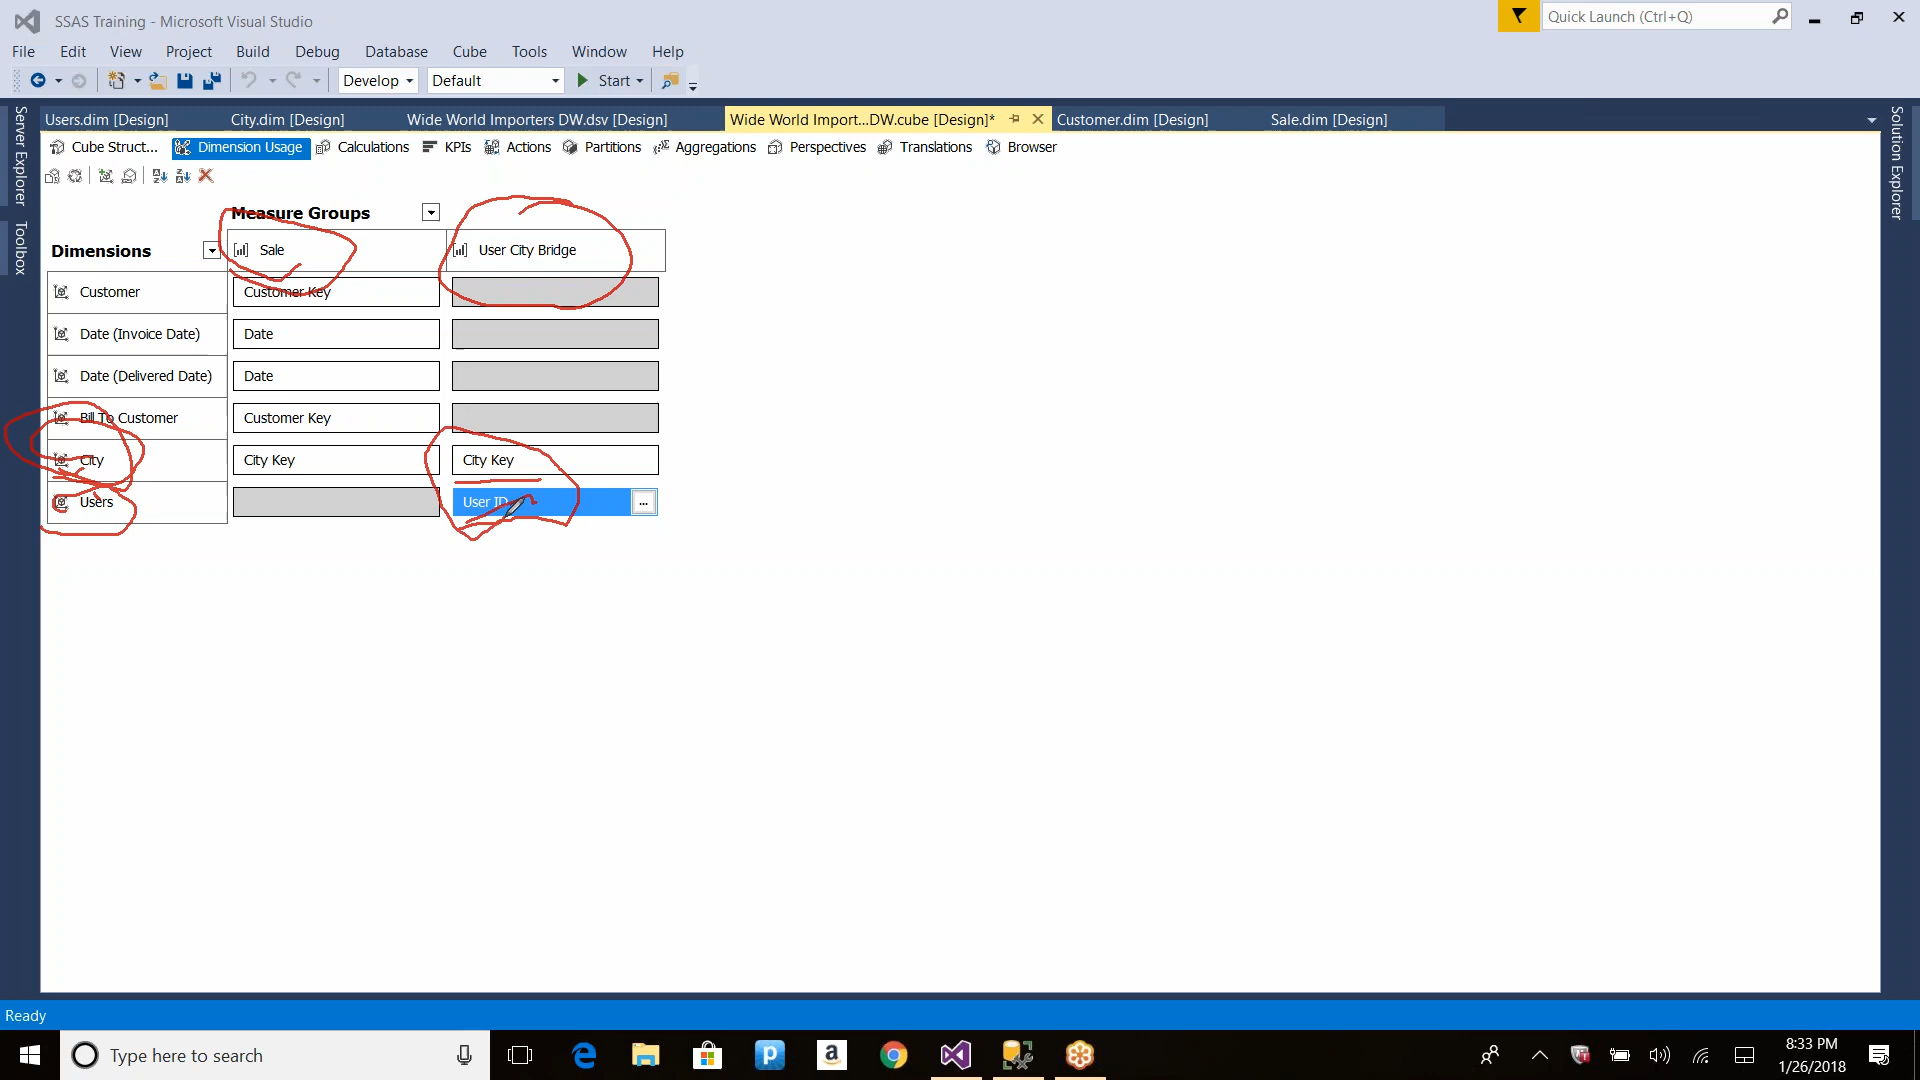 SSAS Training - Microsoft Visual Studio
Quick Launch (Ctrl+Q)
File Edit View Project Build Debug Database Cube Tools Window Help
Develop Default Start
Users.dim [Design] City.dim [Design] Wide World Importers DW.dsv [Design] Wide World Import...DW.cube [Design]* Customer.dim [Design] Sale.dim [Design]
Cube Struct... Dimension Usage Calculations KPIs Actions Partitions Aggregations Perspectives Translations Browser
Server Explorer
Toolbox
Solution Explorer
Measure Groups
Dimensions Sale User City Bridge
Customer Customer Key
Date (Invoice Date) Date
Date (Delivered Date) Date
Bill To Customer Customer Key
City City Key City Key
Users User ID ...
Ready
Type here to search
8:33 PM
1/26/2018